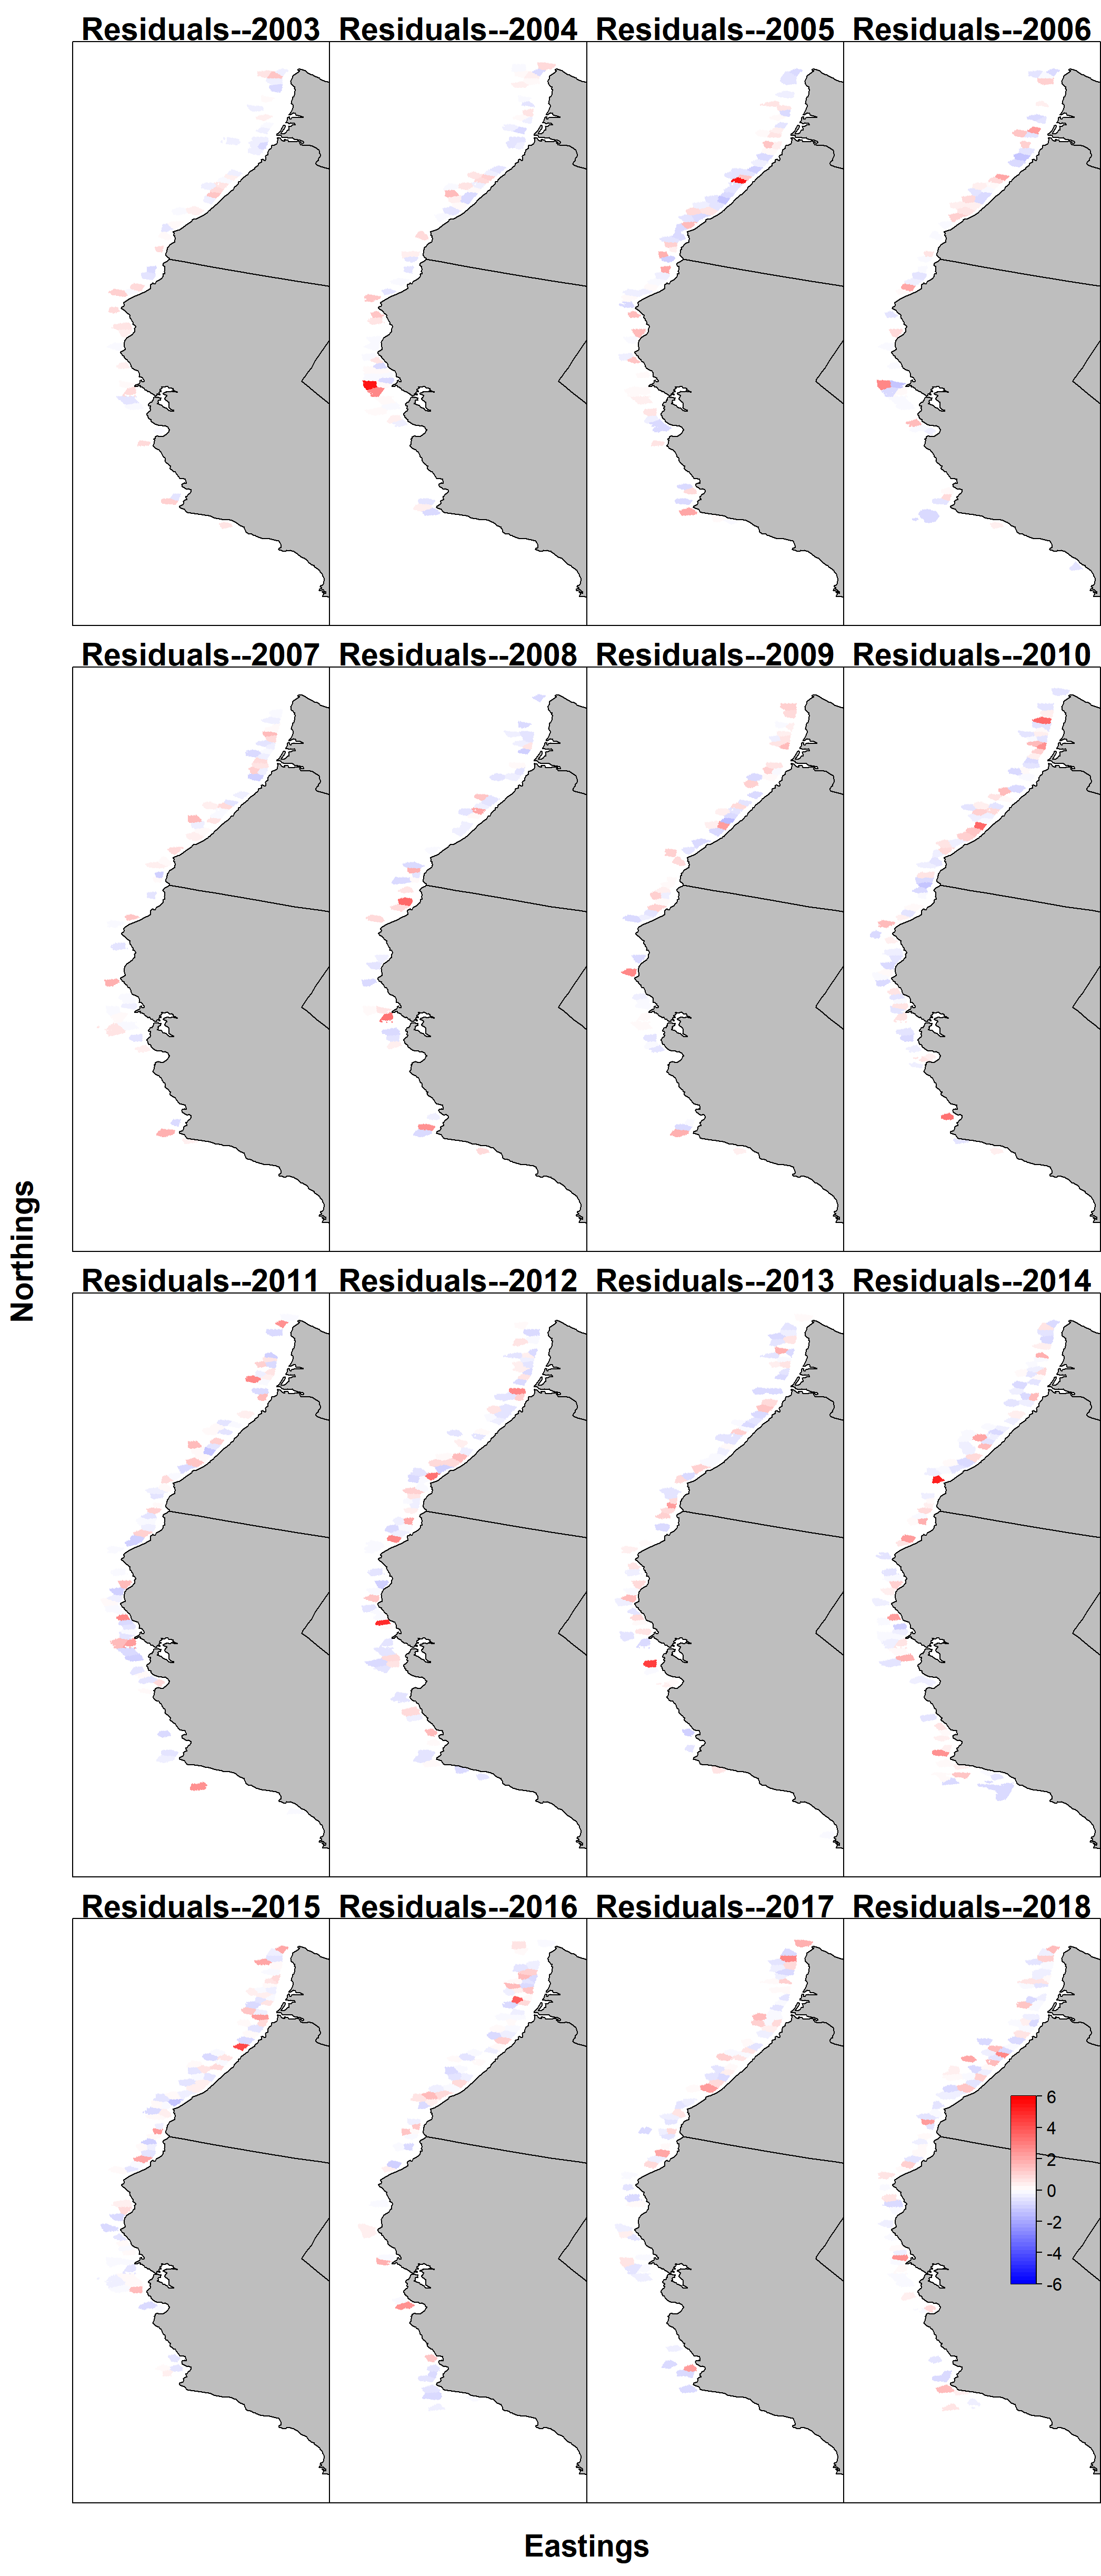 Residuals--2003 Residuals--2004 Residuals--2005 Residuals--2006
Residuals--2007 Residuals--2008 Residuals--2009 Residuals--2010
Northings
Residuals--2011 Residuals--2012 Residuals--2013 Residuals--2014
Residuals--2015 Residuals--2016 Residuals--2017 Residuals--2018
6
4
2
0
-2
-4
-6
Eastings